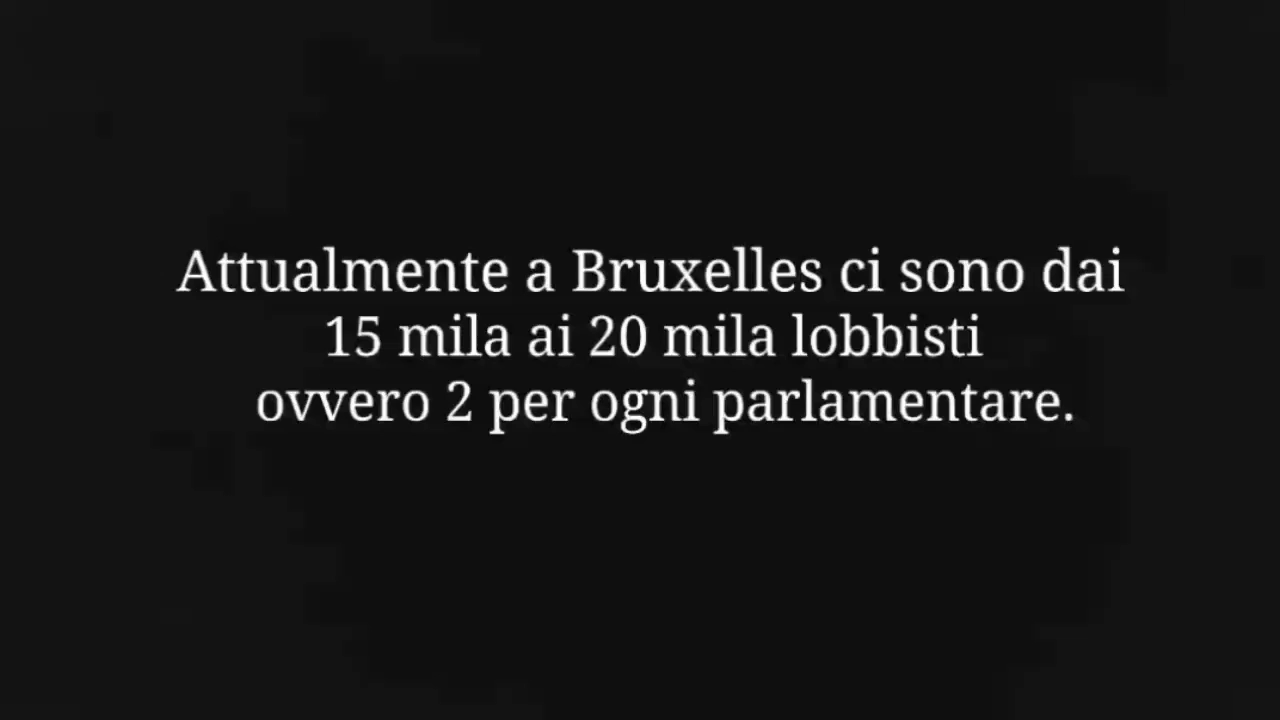 Attualmente a Bruxelles ci sono dai
15 mila ai 20 mila lobbisti
ovvero 2 per ogni parlamentare.